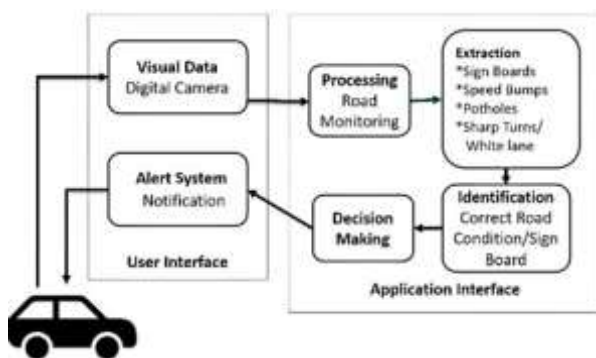 Visual Data
Digital Camera
Processing
Road
Monitoring
Extraction
*Sign Boards
*Speed Bumps
*Potholes
*Sharp Turns/
White lane
Alert System
Notification
Decision
Making
Identification
Correct Road
Condition/Sign
Board
User Interface
Application Interface